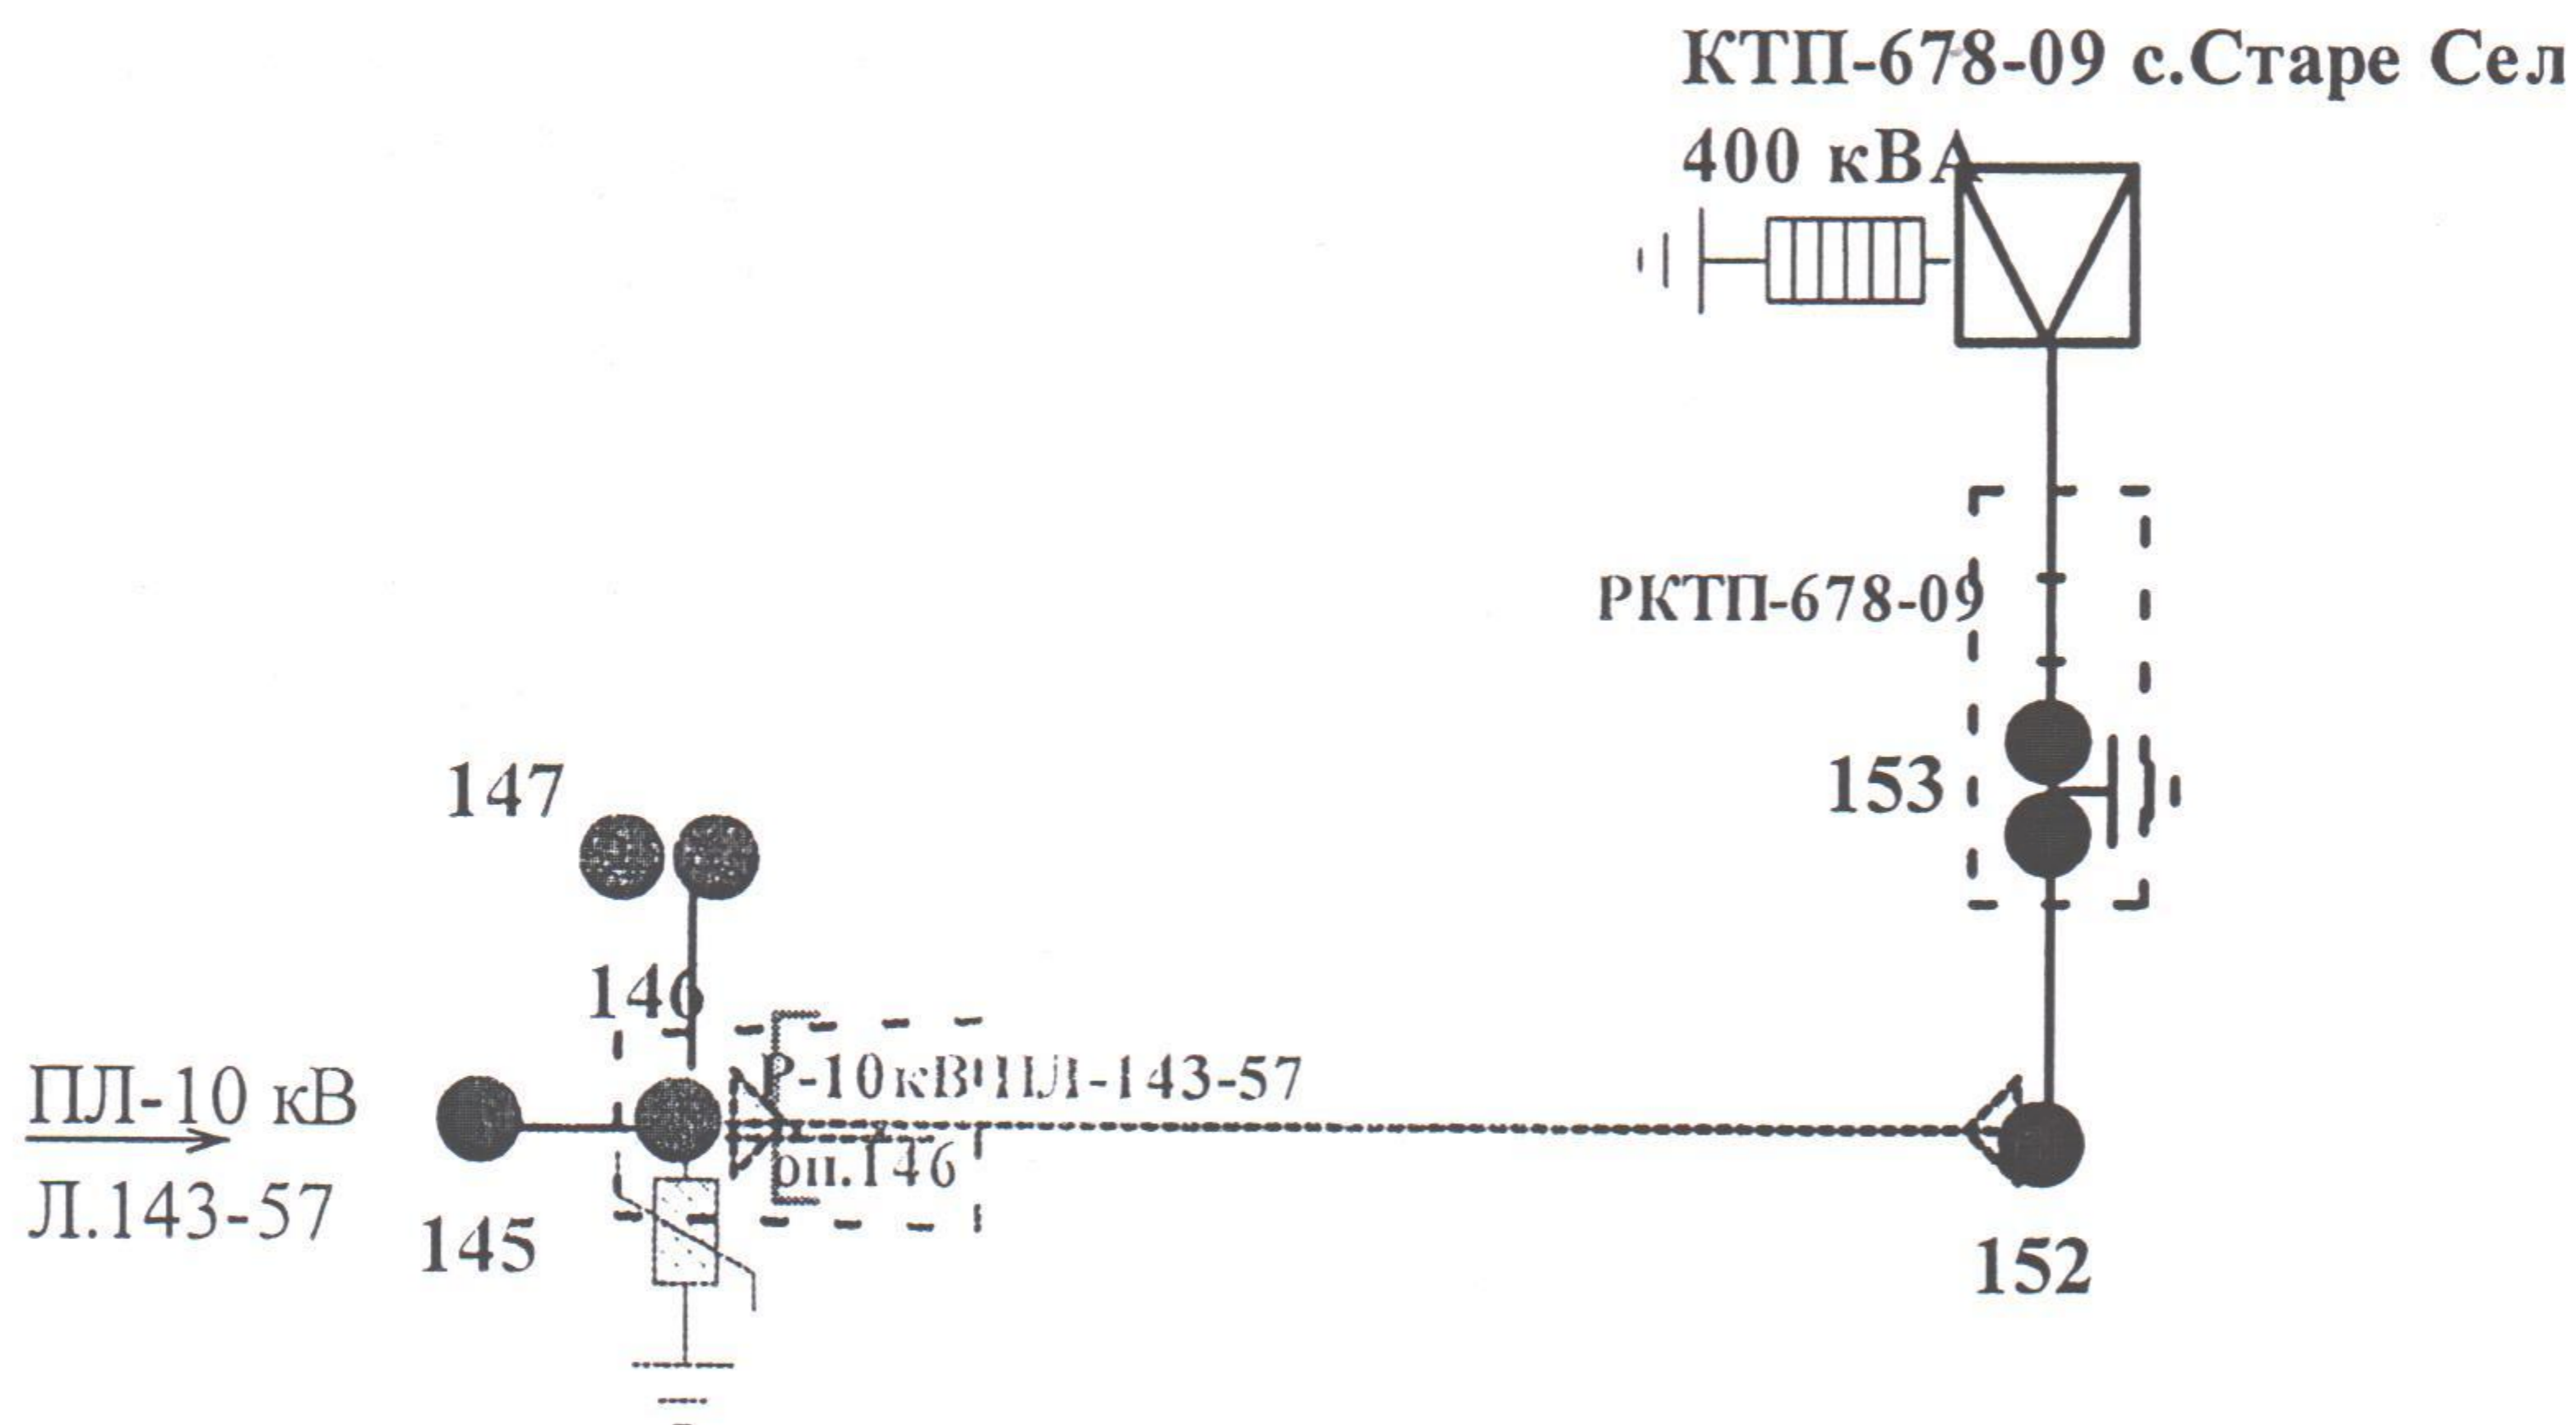 КТП-678-09 с.Старе Сел
400 кВА
РКТП-678-09
153
147
146
Р-10кВ ПЛ-143-57
оп.146
ПЛ-10 кВ
Л.143-57
145
152